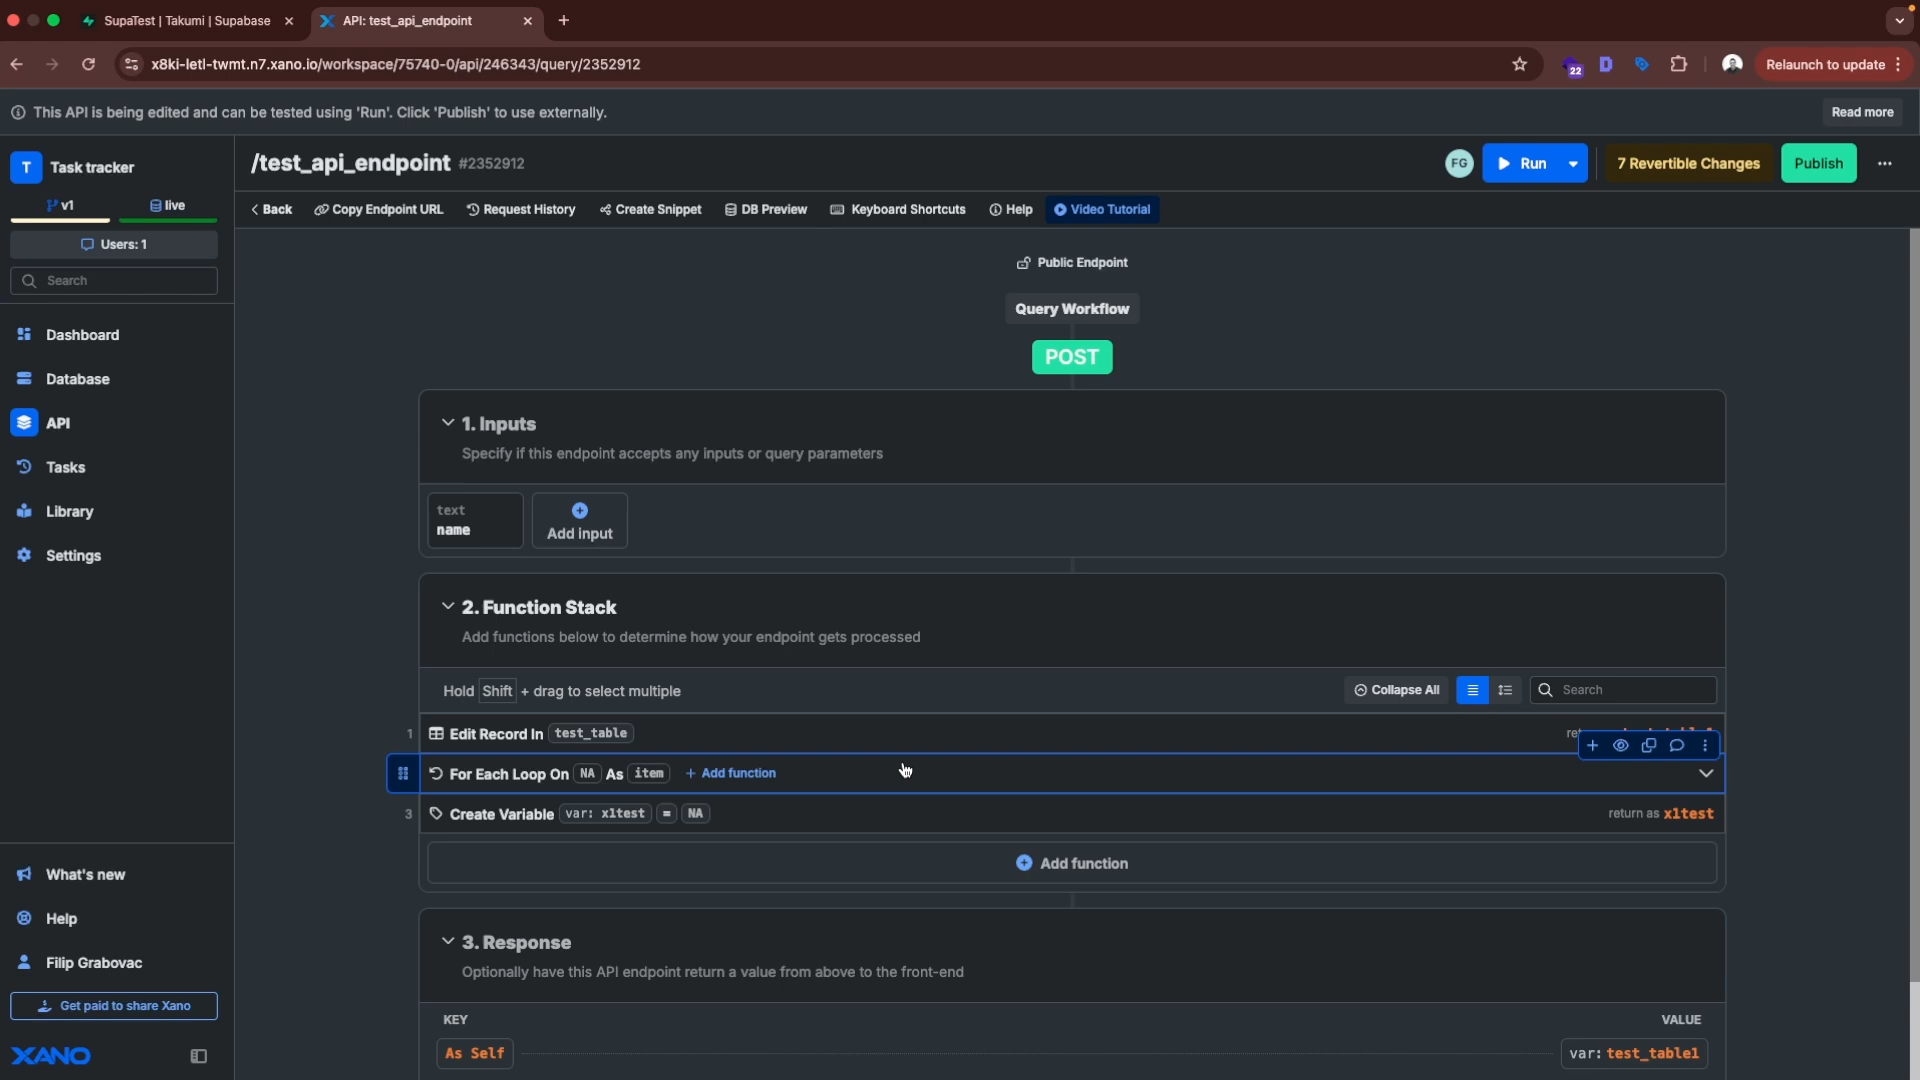 SupaTest | Takumi | Supabase
API: test_api_endpoint
x8ki-letl-twmt.n7.xano.io/workspace/75740-0/api/246343/query/2352912
22
Relaunch to update
This API is being edited and can be tested using 'Run'. Click 'Publish' to use externally.
Read more
T
Task tracker
/test_api_endpoint #2352912
FG
Run
7 Revertible Changes
Publish
v1
live
Back
Copy Endpoint URL
Request History
Create Snippet
DB Preview
Keyboard Shortcuts
Help
Video Tutorial
Users: 1
Search
Dashboard
Database
API
Tasks
Library
Settings
Public Endpoint
Query Workflow
POST
1. Inputs
Specify if this endpoint accepts any inputs or query parameters
text
name
Add input
2. Function Stack
Add functions below to determine how your endpoint gets processed
Hold Shift + drag to select multiple
Collapse All
Search
1 Edit Record In test_table
For Each Loop On NA As item + Add function
3 Create Variable var: x1test = NA
return as x1test
Add function
3. Response
Optionally have this API endpoint return a value from above to the front-end
KEY
VALUE
As Self
var: test_table1
What's new
Help
Filip Grabovac
Get paid to share Xano
XANO